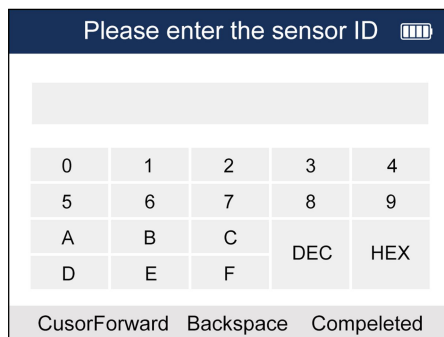 Please enter the sensor ID
0 1 2 3 4
5 6 7 8 9
A B C DEC HEX
D E F
CusorForward Backspace Compeleted